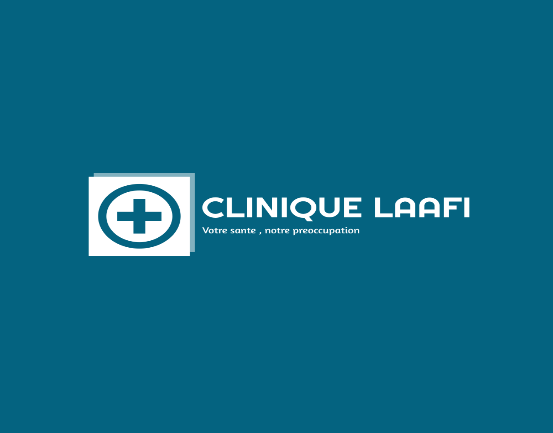 CLINIQUE LAAFI
Votre sante , notre preoccupation